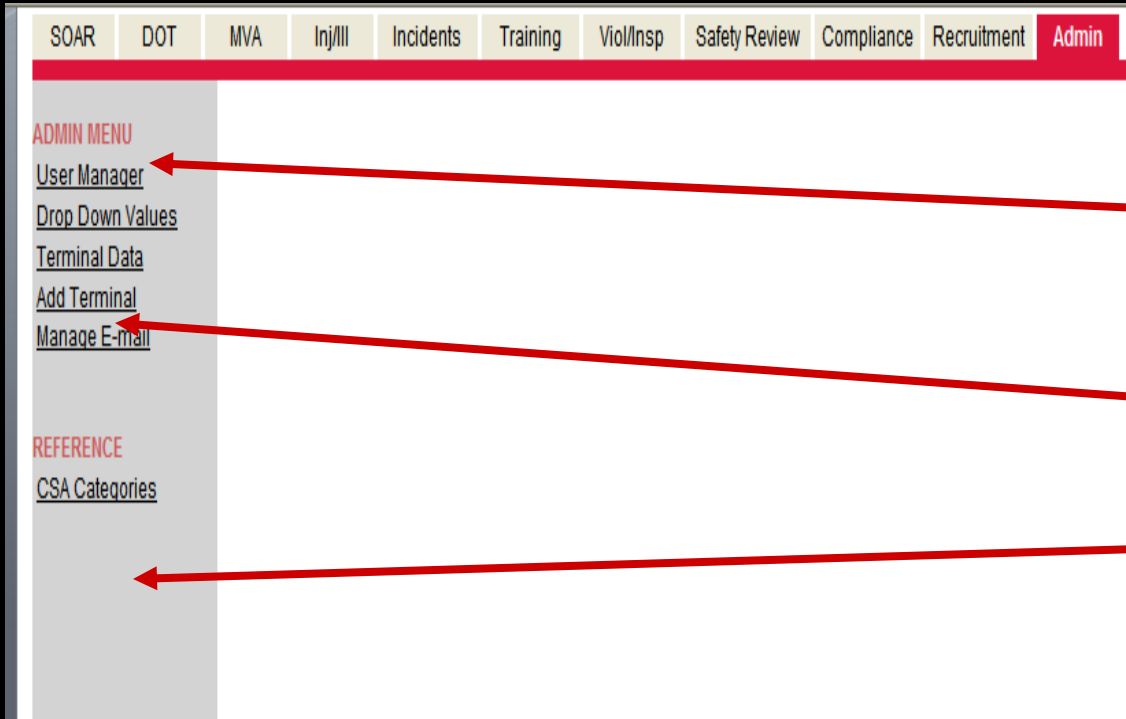 SOAR DOT MVA Inj/Ill Incidents Training Viol/Insp Safety Review Compliance Recruitment Admin
ADMIN MENU
User Manager
Drop Down Values
Terminal Data
Add Terminal
Manage E-mail
REFERENCE
CSA Categories